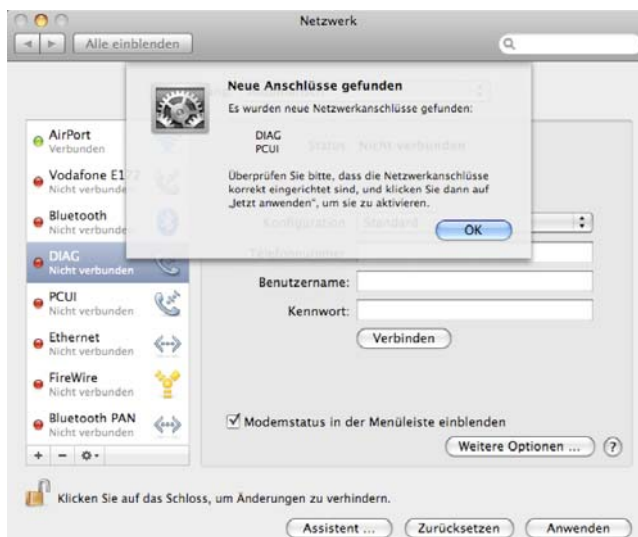 Netzwerk
Alle einblenden
Neue Anschlüsse gefunden
Es wurden neue Netzwerkanschlüsse gefunden:
DIAG
PCUI
Überprüfen Sie bitte, dass die Netzwerkanschlüsse
korrekt eingerichtet sind, und klicken Sie dann auf
„Jetzt anwenden“, um sie zu aktivieren.
OK
AirPort
Verbunden
Vodafone E172
Nicht verbunden
Bluetooth
Nicht verbunden
DIAG
Nicht verbunden
PCUI
Nicht verbunden
Ethernet
Nicht verbunden
FireWire
Nicht verbunden
Bluetooth PAN
Nicht verbunden
Status
Nicht verbunden
Konfiguration
Standard
Telefonnummer
Benutzername:
Kennwort:
Verbinden
Modemstatus in der Menüleiste einblenden
Weitere Optionen ...
?
Klicken Sie auf das Schloss, um Änderungen zu verhindern.
Assistent ...
Zurücksetzen
Anwenden